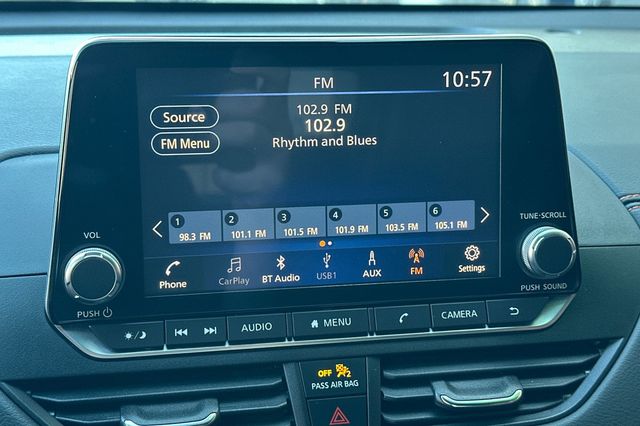 FM
10:57
Source
102.9 FM
102.9
FM Menu
Rhythm and Blues
1 98.3 FM
2 101.1 FM
3 101.5 FM
4 101.9 FM
5 103.5 FM
6 105.1 FM
Phone
CarPlay
BT Audio
USB1
AUX
FM
Settings
VOL
PUSH
TUNE·SCROLL
PUSH SOUND
AUDIO
MENU
CAMERA
OFF 2
PASS AIR BAG